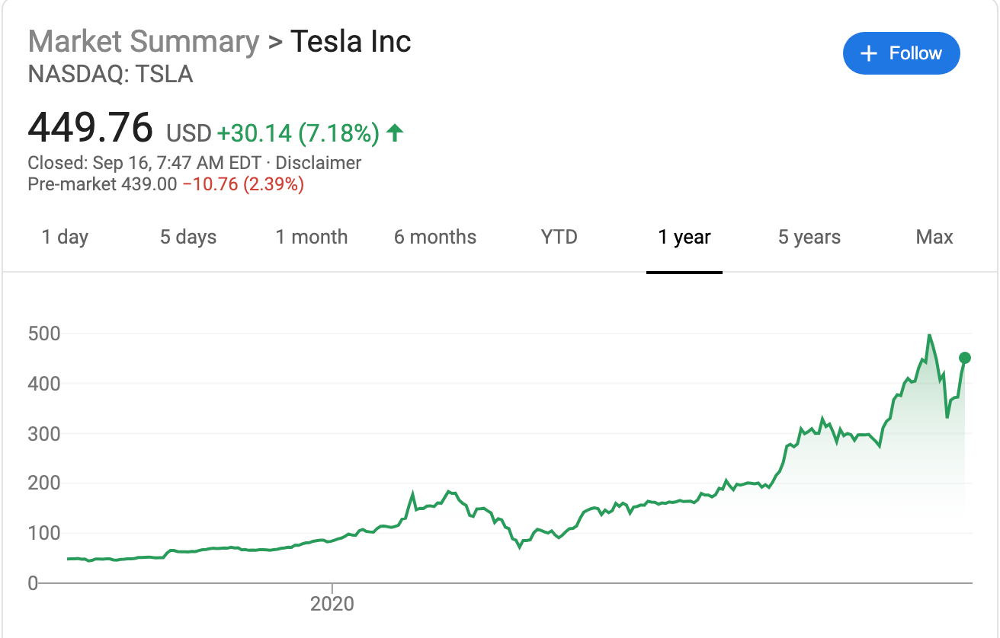 Market Summary > Tesla Inc
NASDAQ: TSLA
+ Follow
449.76 USD +30.14 (7.18%) ↑
Closed: Sep 16, 7:47 AM EDT · Disclaimer
Pre-market 439.00 −10.76 (2.39%)
1 day 5 days 1 month 6 months YTD 1 year 5 years Max
500
400
300
200
100
0
2020